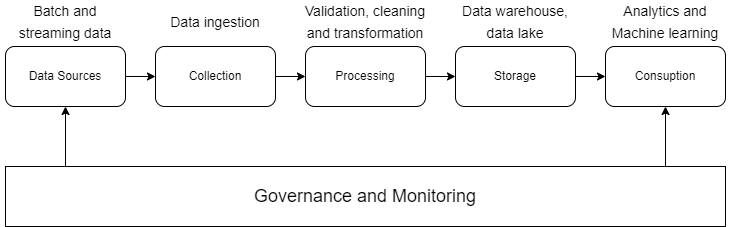 Batch and
streaming data
Data ingestion
Validation, cleaning
and transformation
Data warehouse,
data lake
Analytics and
Machine learning
Data Sources
Collection
Processing
Storage
Consuption
Governance and Monitoring